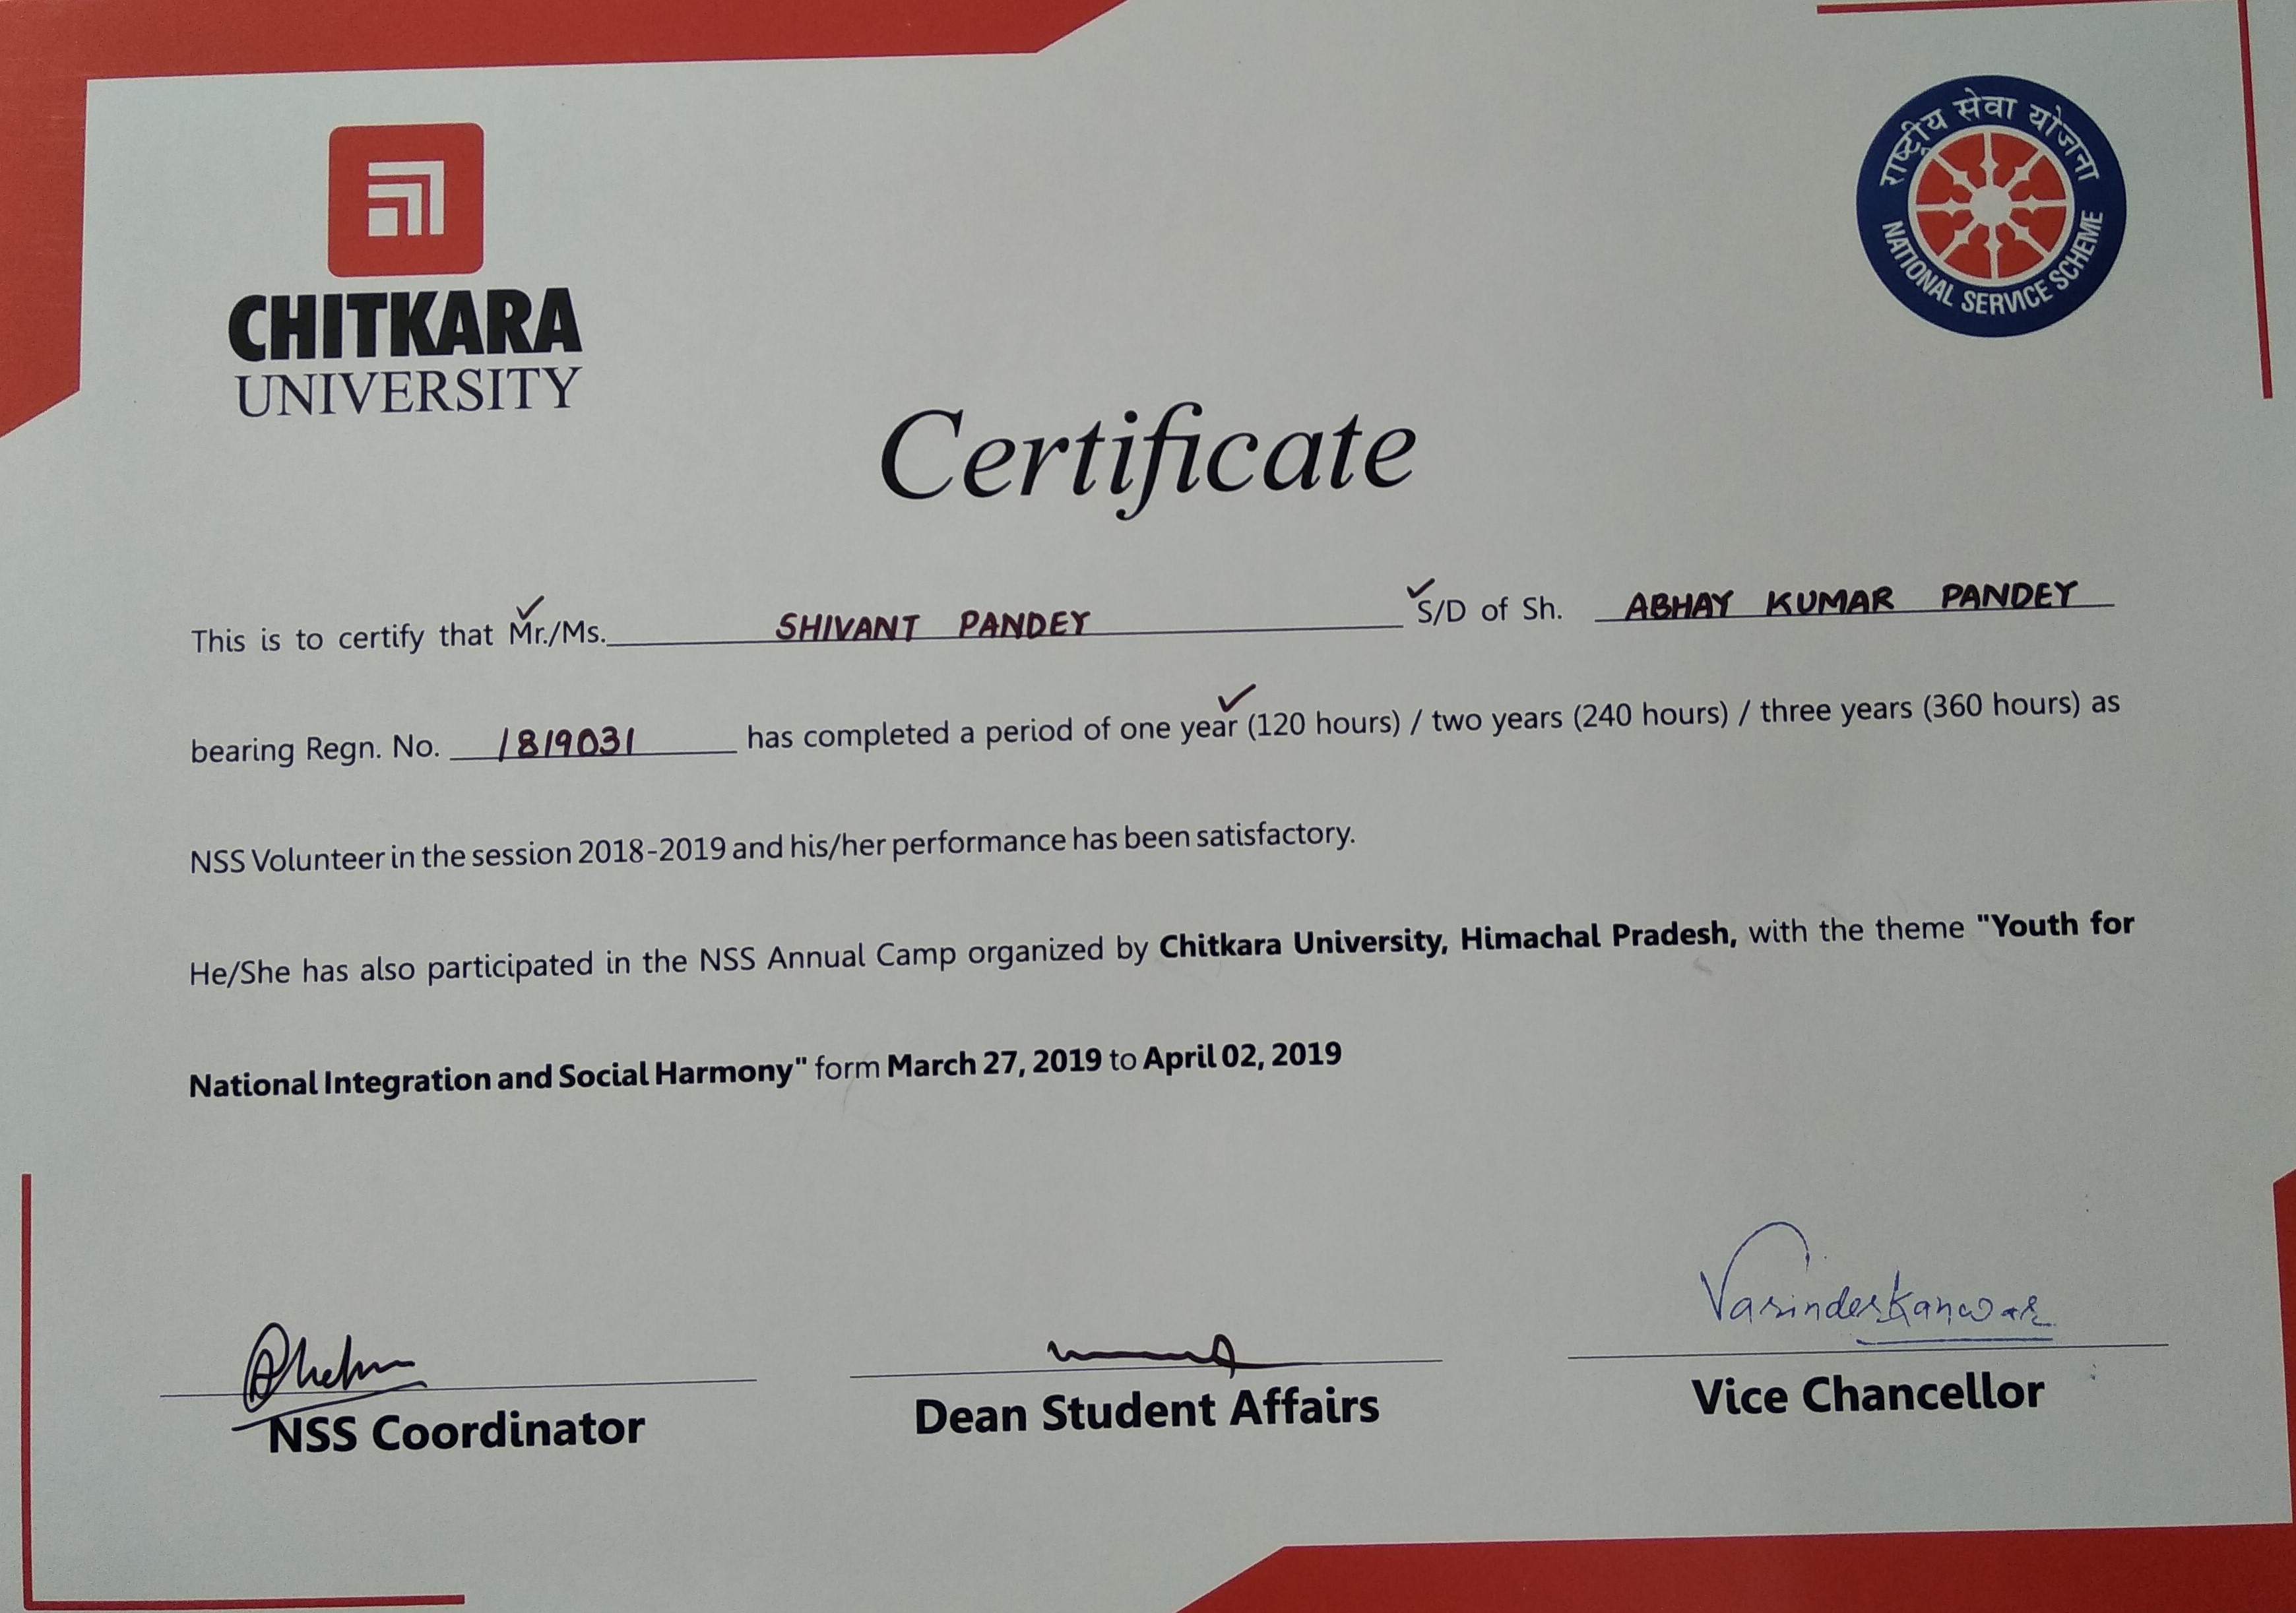 CHITKARA
UNIVERSITY
राष्ट्रीय सेवा योजना
NATIONAL SERVICE SCHEME
Certificate
This is to certify that Mr./Ms. SHIVANT PANDEY S/D of Sh. ABHAY KUMAR PANDEY
bearing Regn. No. 1819031 has completed a period of one year (120 hours) / two years (240 hours) / three years (360 hours) as
NSS Volunteer in the session 2018-2019 and his/her performance has been satisfactory.
He/She has also participated in the NSS Annual Camp organized by Chitkara University, Himachal Pradesh, with the theme "Youth for
National Integration and Social Harmony" form March 27, 2019 to April 02, 2019
Varinder Kanwar
NSS Coordinator
Dean Student Affairs
Vice Chancellor